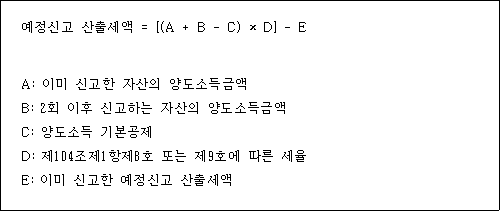 예정신고 산출세액 = [(A + B - C) × D] - E
A: 이미 신고한 자산의 양도소득금액
B: 2회 이후 신고하는 자산의 양도소득금액
C: 양도소득 기본공제
D: 제104조제1항제8호 또는 제9호에 따른 세율
E: 이미 신고한 예정신고 산출세액